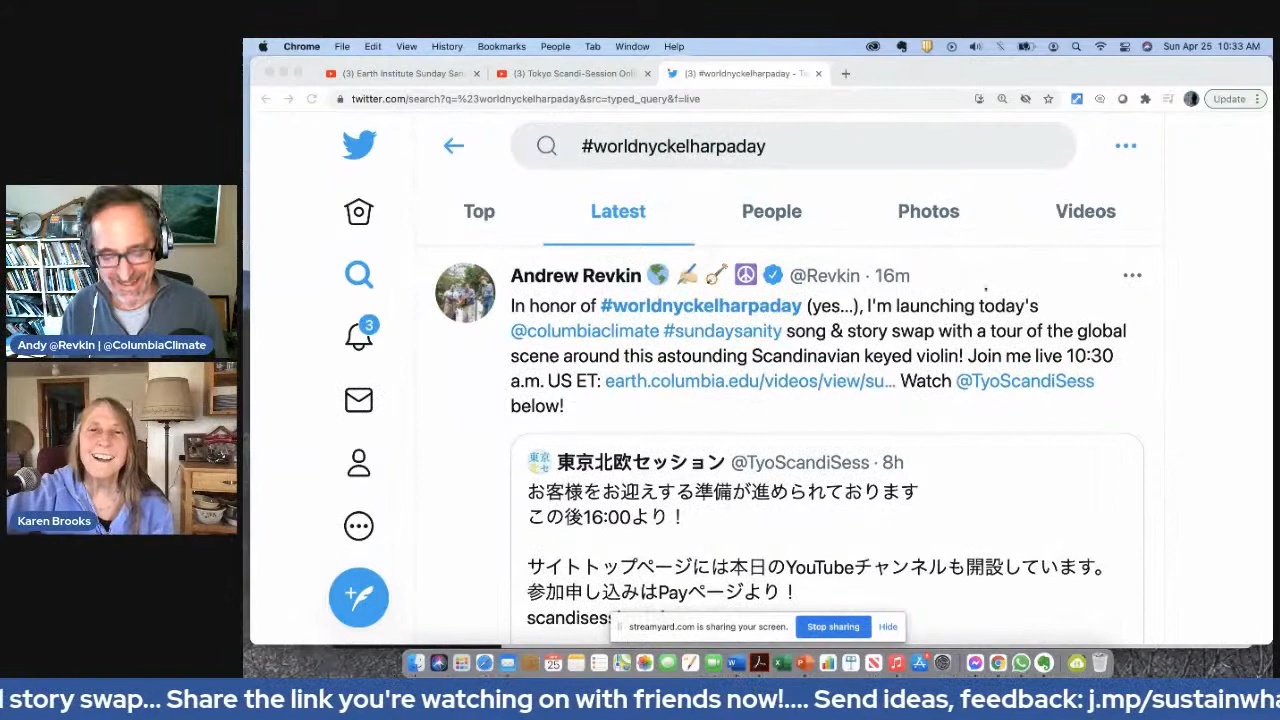 Chrome File Edit View History Bookmarks People Tab Window Help
Sun Apr 25 10:33 AM
(3) Earth Institute Sunday San
(3) Tokyo Scandi-Session Onli
(3) #worldnyckelharpaday - T
twitter.com/search?q=%23worldnyckelharpaday&src=typed_query&f=live
Update
#worldnyckelharpaday
Top Latest People Photos Videos
Andrew Revkin @Revkin · 16m
In honor of #worldnyckelharpaday (yes...), I'm launching today's
@columbiaclimate #sundaysanity song & story swap with a tour of the global
scene around this astounding Scandinavian keyed violin! Join me live 10:30
a.m. US ET: earth.columbia.edu/videos/view/su... Watch @TyoScandiSess
below!
3
東京北欧セッション @TyoScandiSess · 8h
お客様をお迎えする準備が進められております
この後16:00より！
サイトトップページには本日のYouTubeチャンネルも開設しています。
参加申し込みはPayページより！
streamyard.com is sharing your screen. Stop sharing Hide
Andy @Revkin | @ColumbiaClimate
Karen Brooks
story swap... Share the link you're watching on with friends now!.... Send ideas, feedback: j.mp/sustainwha